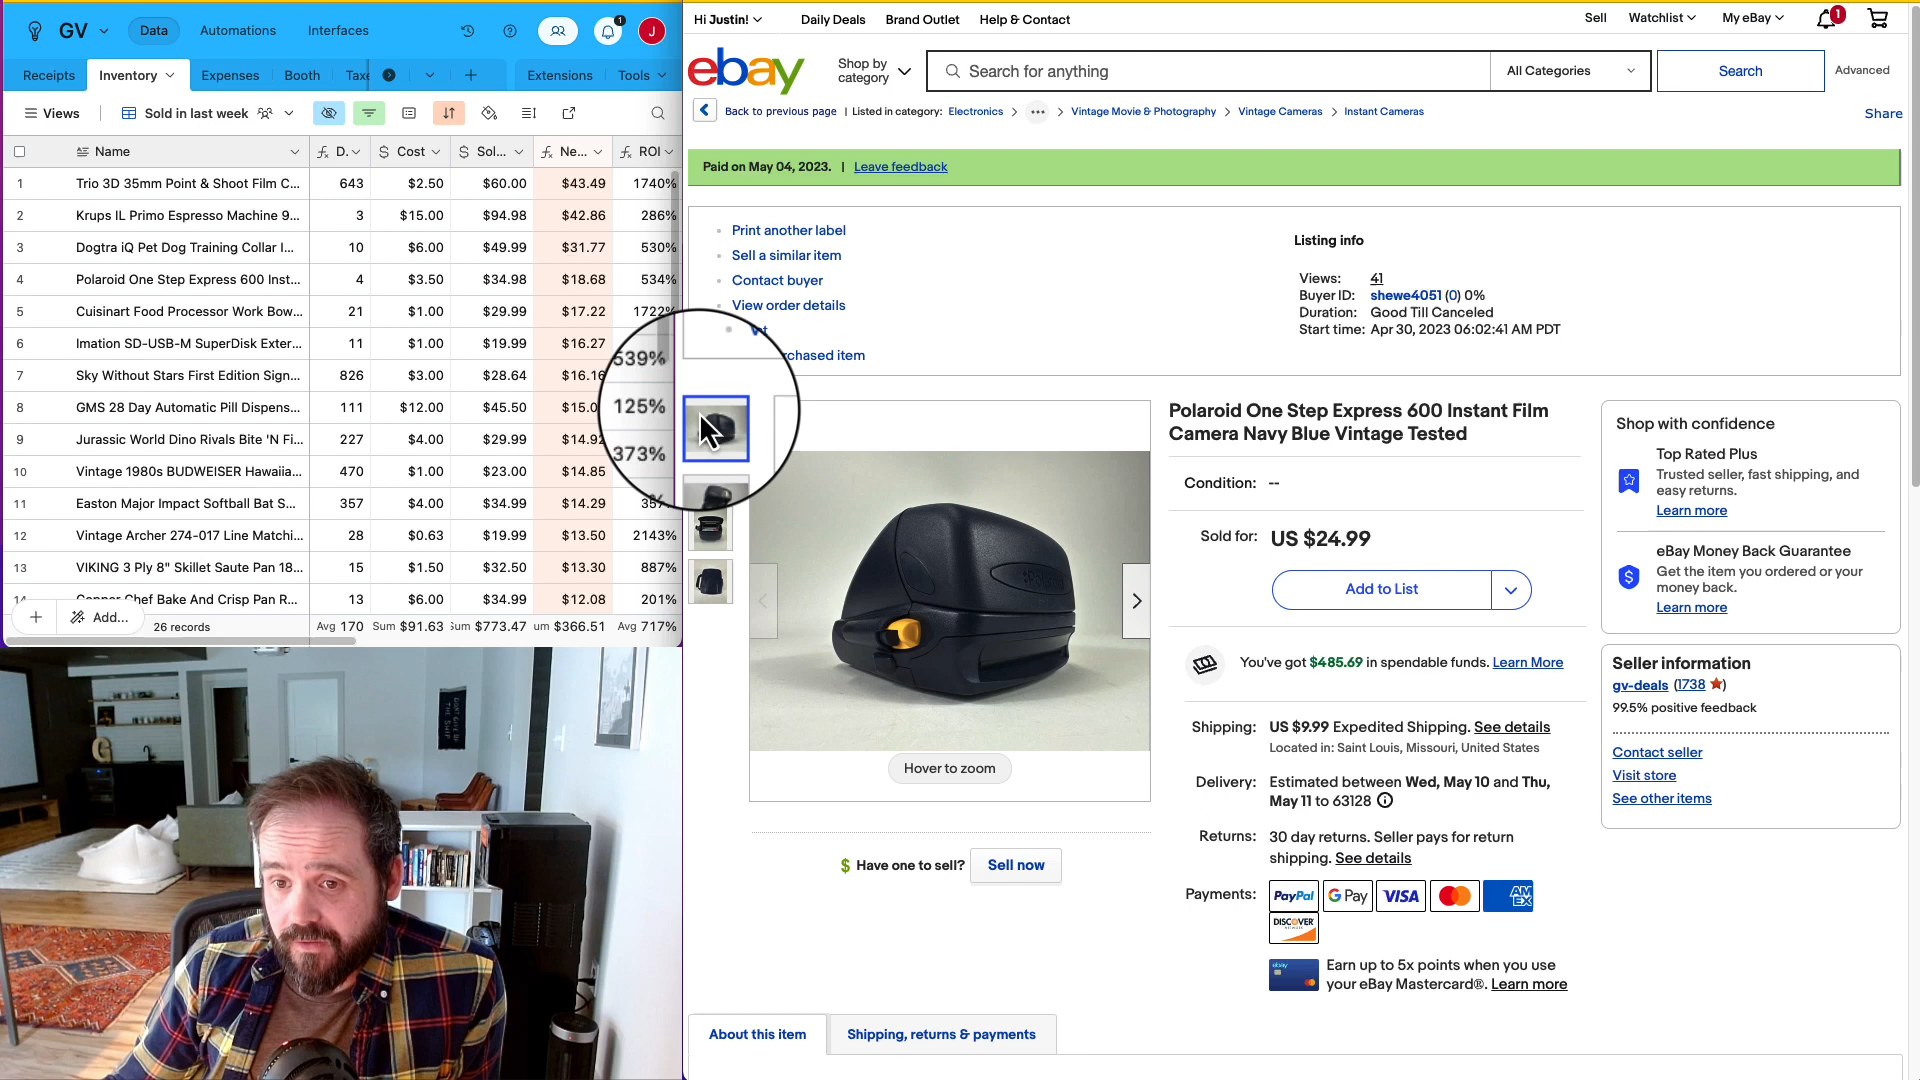 GV
Data
Automations
Interfaces
1
J
Receipts
Inventory
Expenses
Booth
Extensions
Tools
Views
Sold in last week
Name
D.
Cost
Sol...
Ne...
ROI
1 Trio 3D 35mm Point & Shoot Film C... 643 $2.50 $60.00 $43.49 1740%
2 Krups IL Primo Espresso Machine 9... 3 $15.00 $94.98 $42.86 286%
3 Dogtra iQ Pet Dog Training Collar I... 10 $6.00 $49.99 $31.77 530%
4 Polaroid One Step Express 600 Inst... 4 $3.50 $34.98 $18.68 534%
5 Cuisinart Food Processor Work Bow... 21 $1.00 $29.99 $17.22 1722%
6 Imation SD-USB-M SuperDisk Exter... 11 $1.00 $19.99 $16.27
7 Sky Without Stars First Edition Sign... 826 $3.00 $28.64 $16.16
8 GMS 28 Day Automatic Pill Dispens... 111 $12.00 $45.50
9 Jurassic World Dino Rivals Bite 'N Fi... 227 $4.00 $29.99 $14.92
10 Vintage 1980s BUDWEISER Hawaiia... 470 $1.00 $23.00 $14.85
11 Easton Major Impact Softball Bat S... 357 $4.00 $34.99 $14.29
12 Vintage Archer 274-017 Line Matchi... 28 $0.63 $19.99 $13.50 2143%
13 VIKING 3 Ply 8" Skillet Saute Pan 18... 15 $1.50 $32.50 $13.30 887%
Chef Bake And Crisp Pan R... 13 $6.00 $34.99 $12.08 201%
539%
125%
373%
+ Add...
26 records
Avg 170
Sum $91.63
$773.47
$366.51
Avg 717%
DON'T GIVE UP THE SHIP
G
Hi Justin!
Daily Deals
Brand Outlet
Help & Contact
Sell
Watchlist
My eBay
1
ebay
Shop by category
Search for anything
All Categories
Search
Advanced
Back to previous page | Listed in category: Electronics > ... > Vintage Movie & Photography > Vintage Cameras > Instant Cameras
Share
Paid on May 04, 2023. | Leave feedback
Print another label
Sell a similar item
Contact buyer
View order details
Listing info
Views: 41
Buyer ID: shewe4051 (0) 0%
Duration: Good Till Canceled
Start time: Apr 30, 2023 06:02:41 AM PDT
item
Polaroid One Step Express 600 Instant Film
Camera Navy Blue Vintage Tested
Condition: --
Sold for: US $24.99
Add to List
You've got $485.69 in spendable funds. Learn More
Shipping: US $9.99 Expedited Shipping. See details
Located in: Saint Louis, Missouri, United States
Delivery: Estimated between Wed, May 10 and Thu,
May 11 to 63128
Returns: 30 day returns. Seller pays for return
shipping. See details
Payments: PayPal G Pay VISA AM EX
DISCOVER
ebay
Earn up to 5x points when you use
your eBay Mastercard®. Learn more
Hover to zoom
$ Have one to sell? Sell now
About this item
Shipping, returns & payments
Shop with confidence
Top Rated Plus
Trusted seller, fast shipping, and
easy returns.
Learn more
eBay Money Back Guarantee
Get the item you ordered or your
money back.
Learn more
Seller information
gv-deals (1738)
99.5% positive feedback
Contact seller
Visit store
See other items